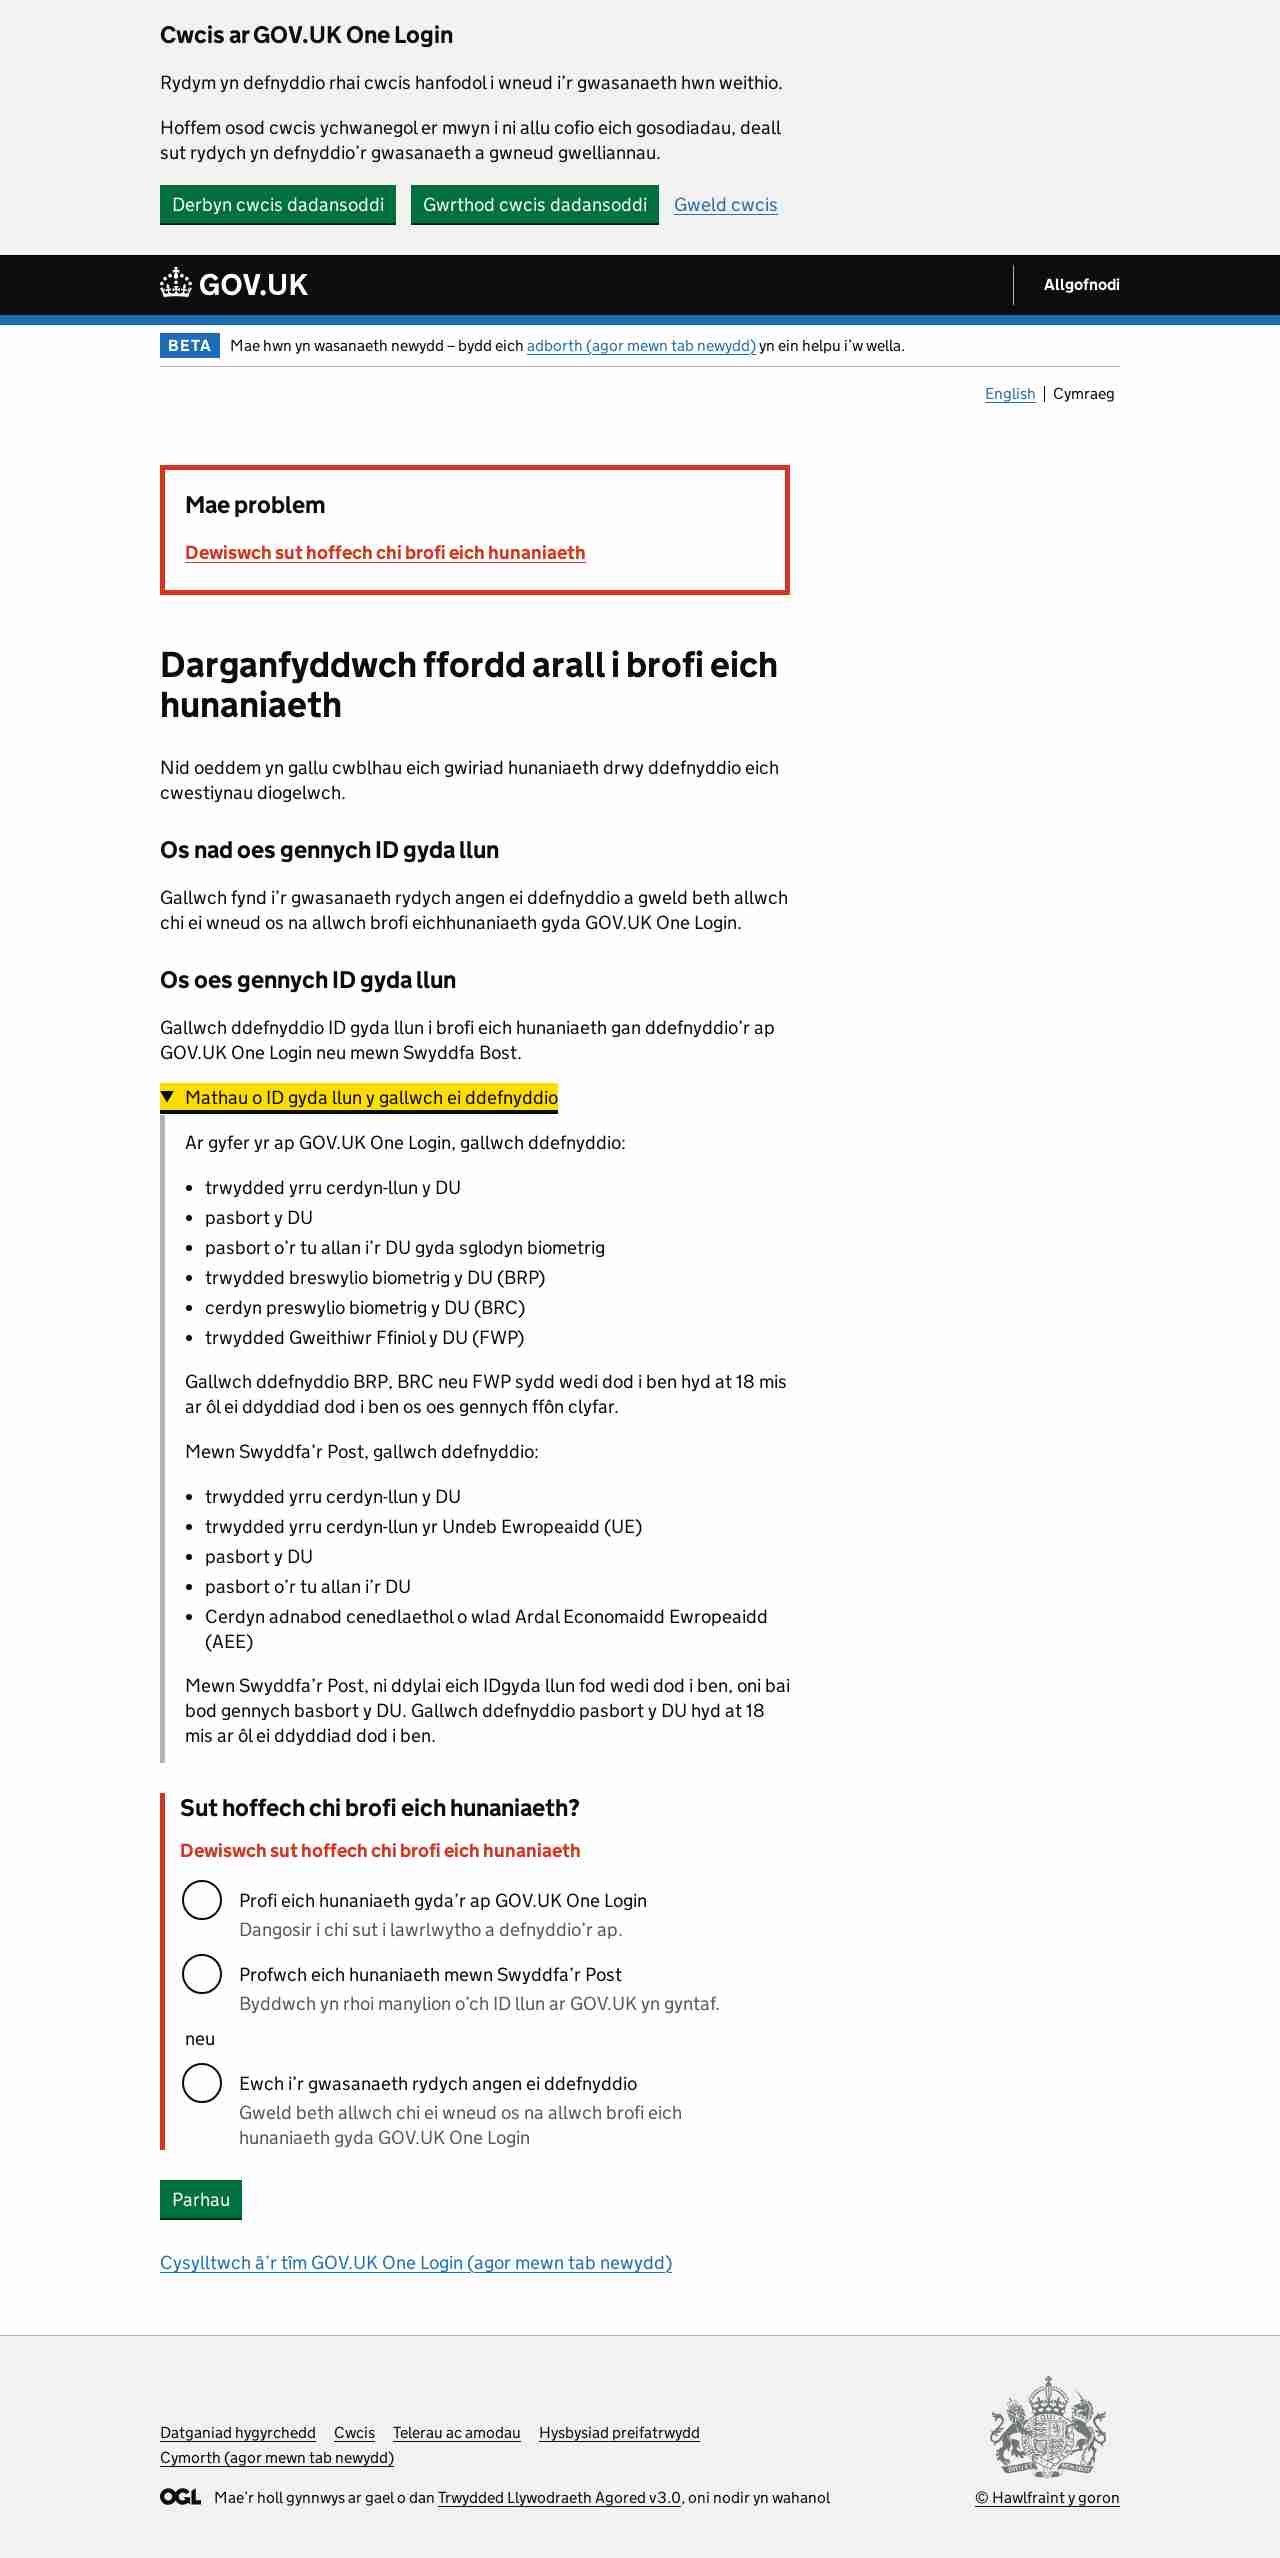 Cwcis ar GOV.UK One Login
Rydym yn defnyddio rhai cwcis hanfodol i wneud i’r gwasanaeth hwn weithio.
Hoffem osod cwcis ychwanegol er mwyn i ni allu cofio eich gosodiadau, deall
sut rydych yn defnyddio’r gwasanaeth a gwneud gwelliannau.
Derbyn cwcis dadansoddi Gwrthod cwcis dadansoddi Gweld cwcis
GOV.UK Allgofnodi
BETA Mae hwn yn wasanaeth newydd – bydd eich adborth (agor mewn tab newydd) yn ein helpu i’w wella.
English Cymraeg
Mae problem
Dewiswch sut hoffech chi brofi eich hunaniaeth
Darganfyddwch ffordd arall i brofi eich
hunaniaeth
Nid oeddem yn gallu cwblhau eich gwiriad hunaniaeth drwy ddefnyddio eich
cwestiynau diogelwch.
Os nad oes gennych ID gyda llun
Gallwch fynd i’r gwasanaeth rydych angen ei ddefnyddio a gweld beth allwch
chi ei wneud os na allwch brofi eichhunaniaeth gyda GOV.UK One Login.
Os oes gennych ID gyda llun
Gallwch ddefnyddio ID gyda llun i brofi eich hunaniaeth gan ddefnyddio’r ap
GOV.UK One Login neu mewn Swyddfa Bost.
Mathau o ID gyda llun y gallwch ei ddefnyddio
Ar gyfer yr ap GOV.UK One Login, gallwch ddefnyddio:
• trwydded yrru cerdyn-llun y DU
• pasbort y DU
• pasbort o’r tu allan i’r DU gyda sglodyn biometrig
• trwydded breswylio biometrig y DU (BRP)
• cerdyn preswylio biometrig y DU (BRC)
• trwydded Gweithiwr Ffiniol y DU (FWP)
Gallwch ddefnyddio BRP, BRC neu FWP sydd wedi dod i ben hyd at 18 mis
ar ôl ei ddyddiad dod i ben os oes gennych ffôn clyfar.
Mewn Swyddfa’r Post, gallwch ddefnyddio:
• trwydded yrru cerdyn-llun y DU
• trwydded yrru cerdyn-llun yr Undeb Ewropeaidd (UE)
• pasbort y DU
• pasbort o’r tu allan i’r DU
• Cerdyn adnabod cenedlaethol o wlad Ardal Economaidd Ewropeaidd
(AEE)
Mewn Swyddfa’r Post, ni ddylai eich IDgyda llun fod wedi dod i ben, oni bai
bod gennych basbort y DU. Gallwch ddefnyddio pasbort y DU hyd at 18
mis ar ôl ei ddyddiad dod i ben.
Sut hoffech chi brofi eich hunaniaeth?
Dewiswch sut hoffech chi brofi eich hunaniaeth
Profi eich hunaniaeth gyda’r ap GOV.UK One Login
Dangosir i chi sut i lawrlwytho a defnyddio’r ap.
Profwch eich hunaniaeth mewn Swyddfa’r Post
Byddwch yn rhoi manylion o’ch ID llun ar GOV.UK yn gyntaf.
neu
Ewch i’r gwasanaeth rydych angen ei ddefnyddio
Gweld beth allwch chi ei wneud os na allwch brofi eich
hunaniaeth gyda GOV.UK One Login
Parhau
Cysylltwch â’r tîm GOV.UK One Login (agor mewn tab newydd)
Datganiad hygyrchedd Cwcis Telerau ac amodau Hysbysiad preifatrwydd
Cymorth (agor mewn tab newydd)
OGL Mae’r holl gynnwys ar gael o dan Trwydded Llywodraeth Agored v3.0, oni nodir yn wahanol
© Hawlfraint y goron